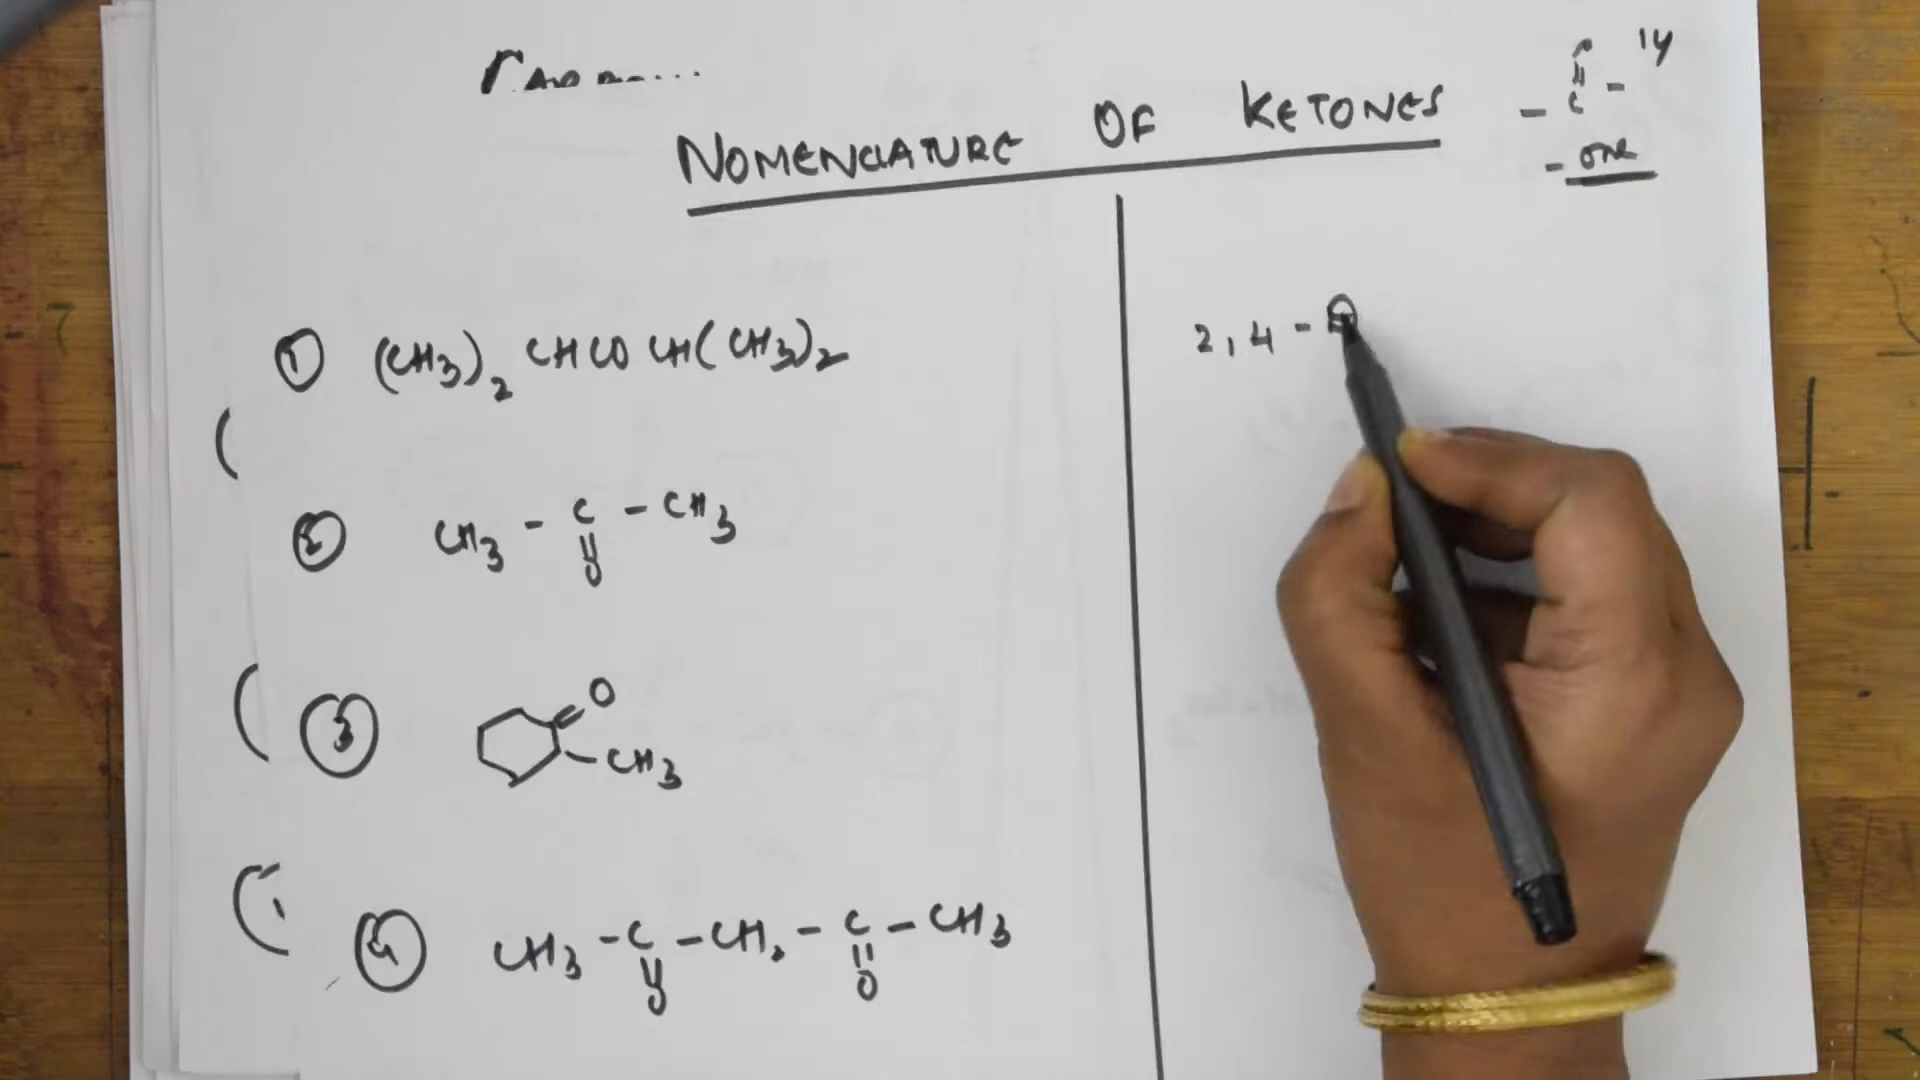 NOMENCLATURE OF KETONES
- C -
- one
① (CH3)2 CHCO CH(CH3)2
② CH3 - C - CH3
O
③ O
- CH3
④ CH3 - C - CH2 - C - CH3
O O
2,4 -